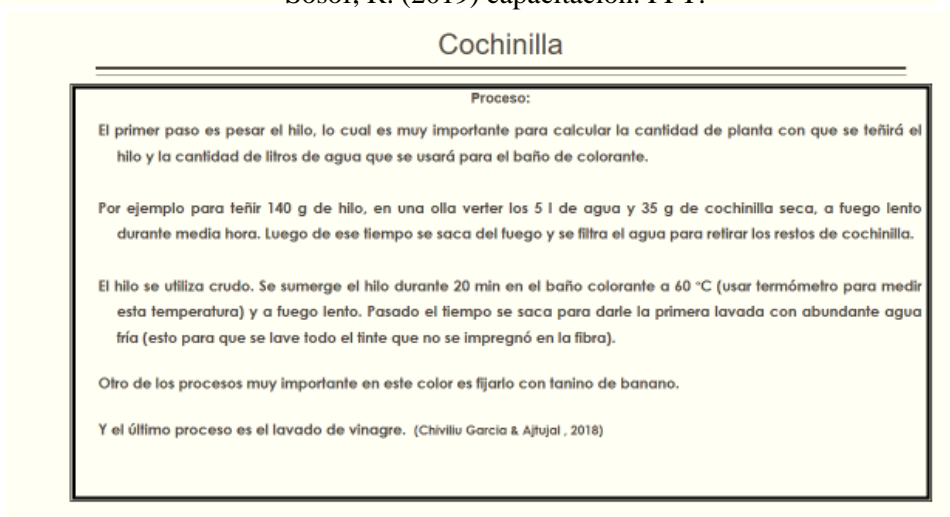 Sosof, R. (2019) capacitación. PPT.
Cochinilla
Proceso:
El primer paso es pesar el hilo, lo cual es muy importante para calcular la cantidad de planta con que se teñirá el
hilo y la cantidad de litros de agua que se usará para el baño de colorante.
Por ejemplo para teñir 140 g de hilo, en una olla verter los 5 l de agua y 35 g de cochinilla seca, a fuego lento
durante media hora. Luego de ese tiempo se saca del fuego y se filtra el agua para retirar los restos de cochinilla.
El hilo se utiliza crudo. Se sumerge el hilo durante 20 min en el baño colorante a 60 °C (usar termómetro para medir
esta temperatura) y a fuego lento. Pasado el tiempo se saca para darle la primera lavada con abundante agua
fría (esto para que se lave todo el tinte que no se impregnó en la fibra).
Otro de los procesos muy importante en este color es fijarlo con tanino de banano.
Y el último proceso es el lavado de vinagre. (Chiviliu Garcia & Ajtujal , 2018)